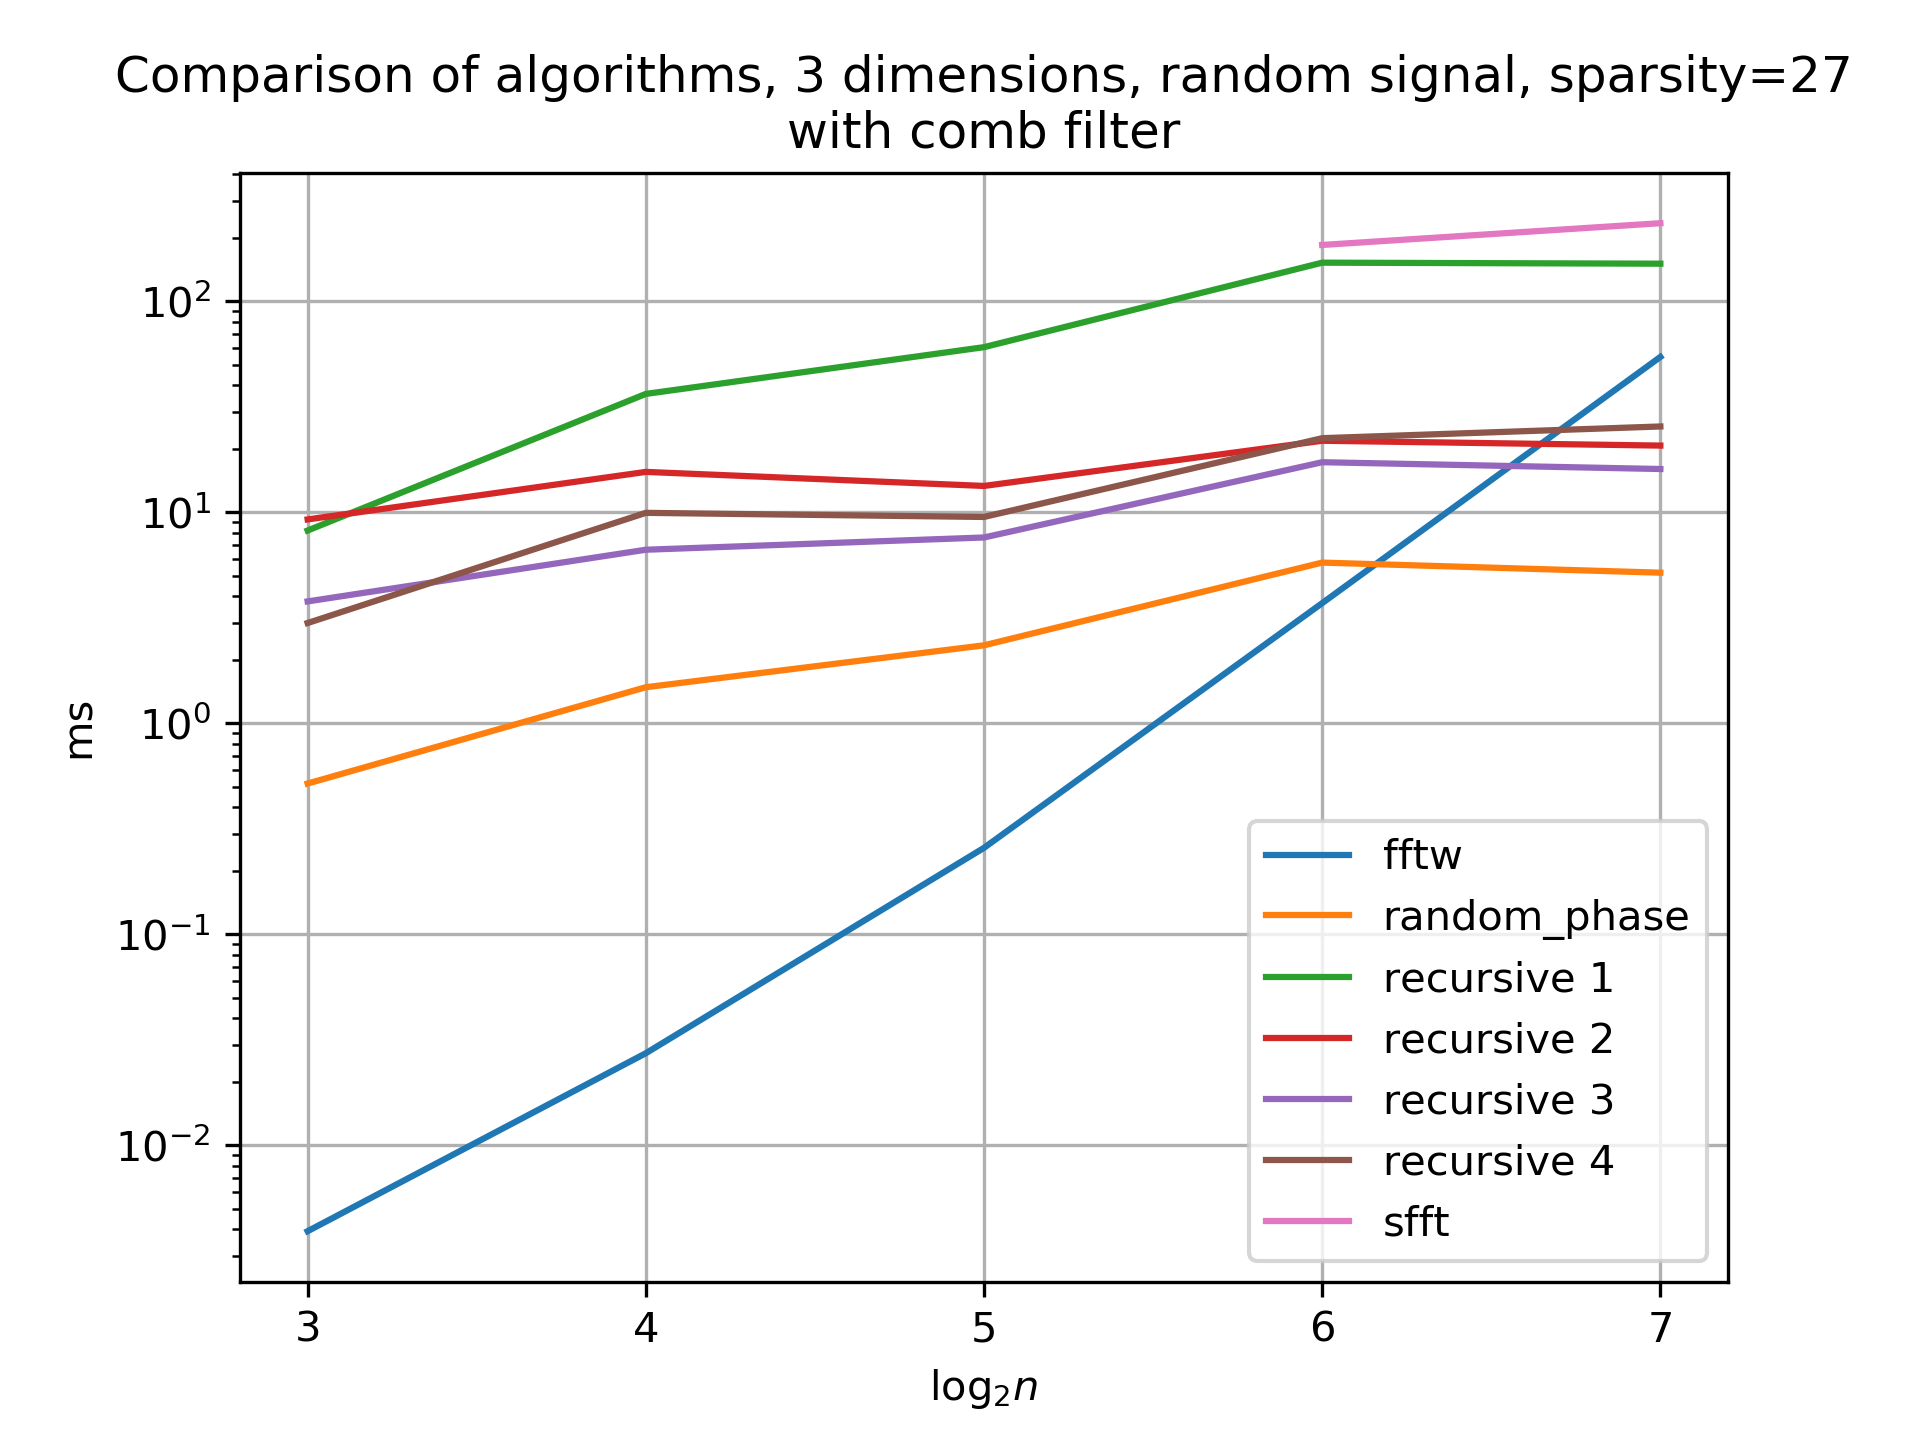 Comparison of algorithms, 3 dimensions, random signal, sparsity=27
with comb filter
ms
10²
10¹
10⁰
10⁻¹
10⁻²
3 4 5 6 7
log₂n
fftw
random_phase
recursive 1
recursive 2
recursive 3
recursive 4
sfft